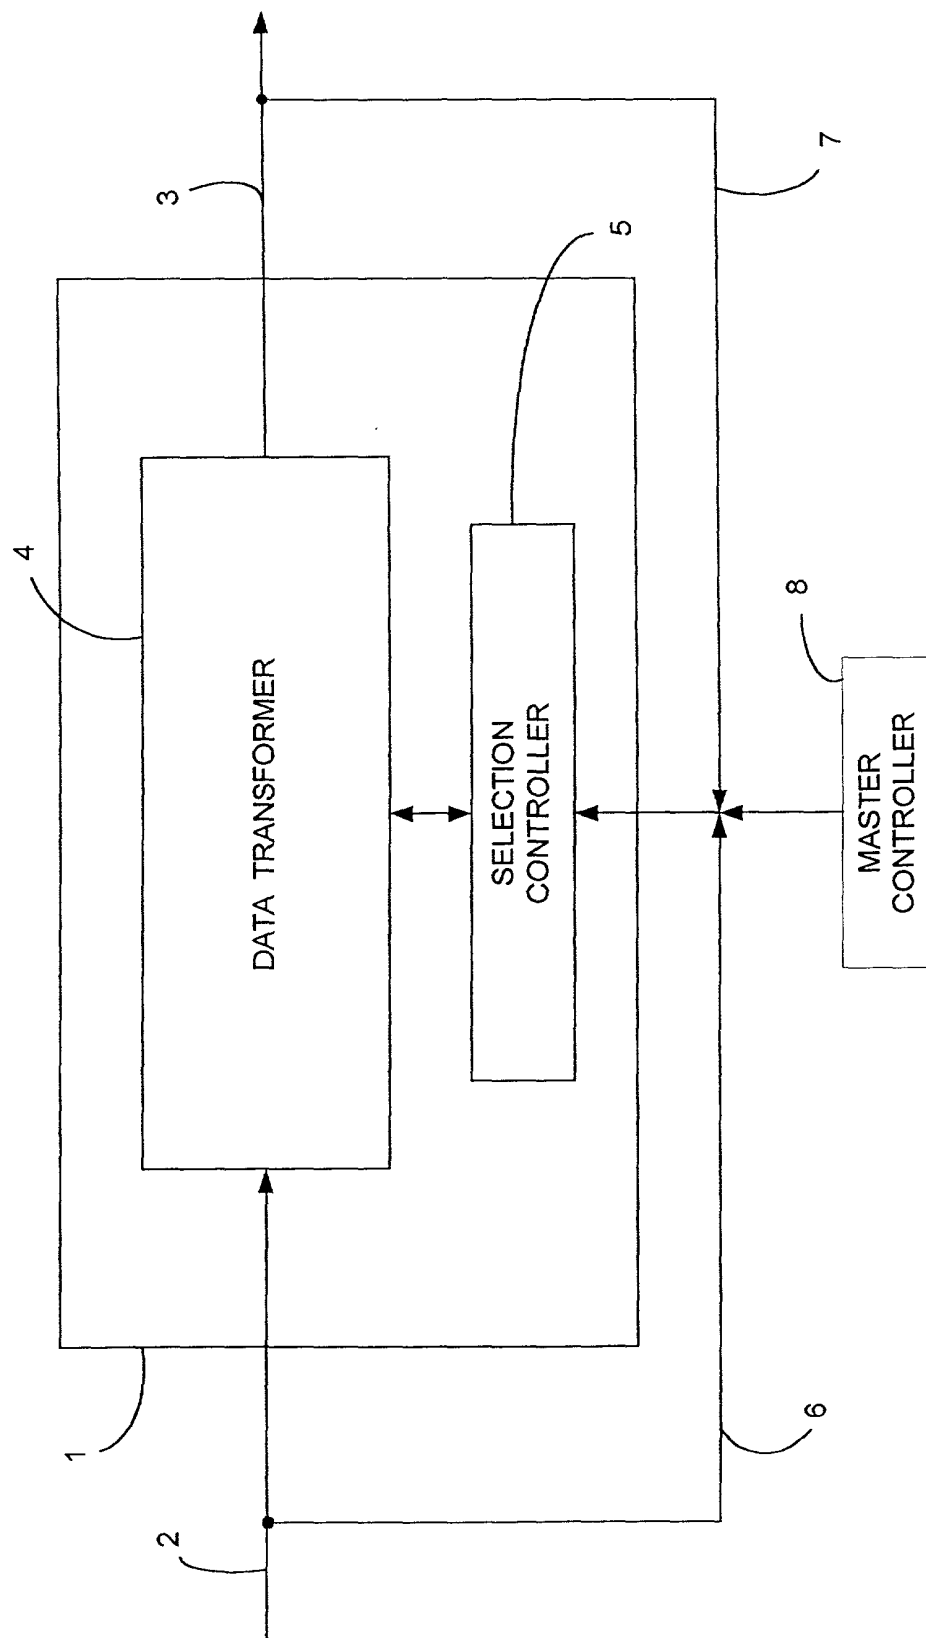 1
2
3
4
DATA TRANSFORMER
5
SELECTION
CONTROLLER
6
7
8
MASTER
CONTROLLER